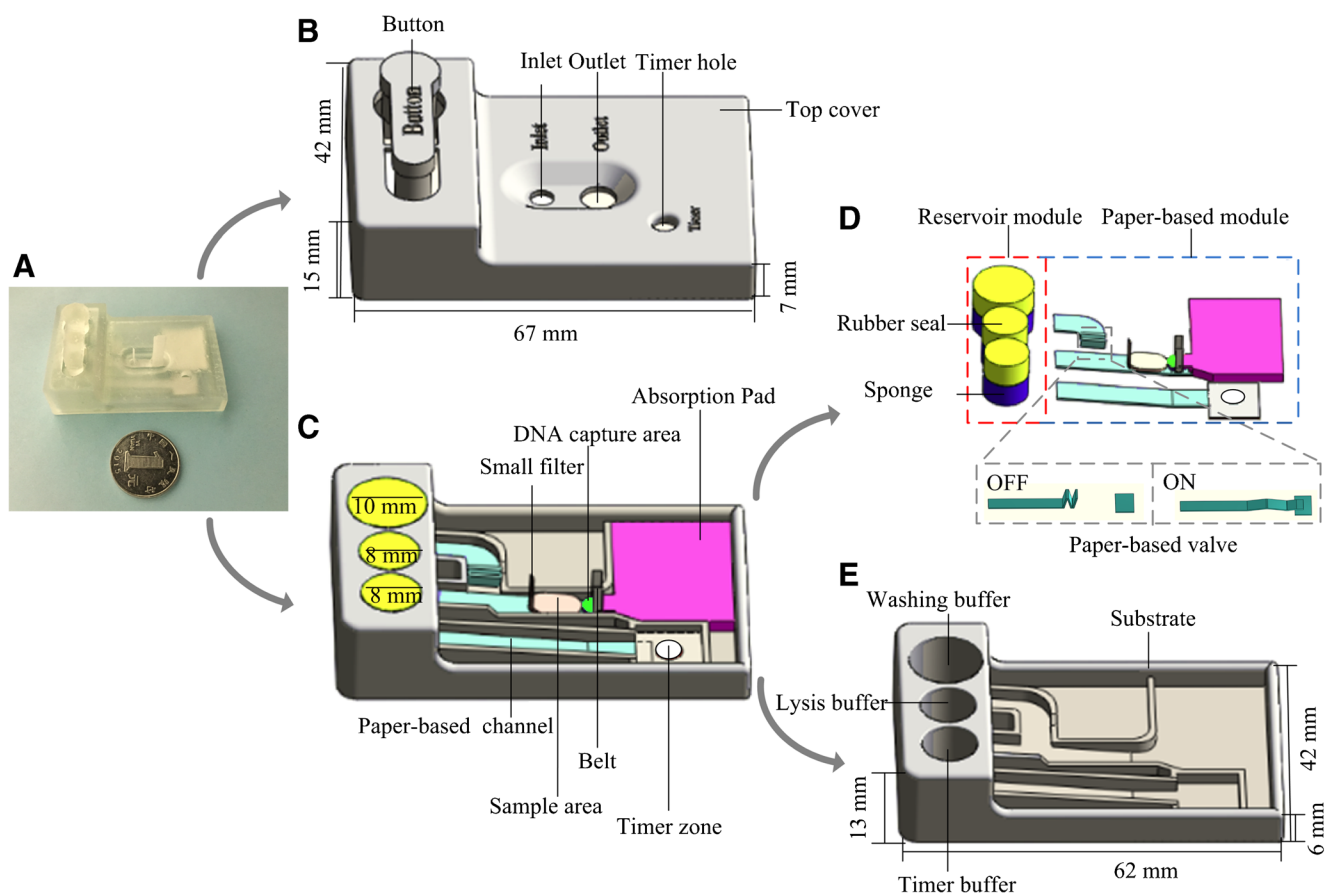 A
B
Button
Inlet Outlet Timer hole
Top cover
Button
Inlet
Outlet
Timer
42 mm
15 mm
7 mm
67 mm
C
Absorption Pad
DNA capture area
Small filter
10 mm
8 mm
8 mm
Paper-based channel
Belt
Sample area
Timer zone
D
Reservoir module
Paper-based module
Rubber seal
Sponge
OFF
ON
Paper-based valve
E
Washing buffer
Substrate
Lysis buffer
42 mm
13 mm
6 mm
62 mm
Timer buffer